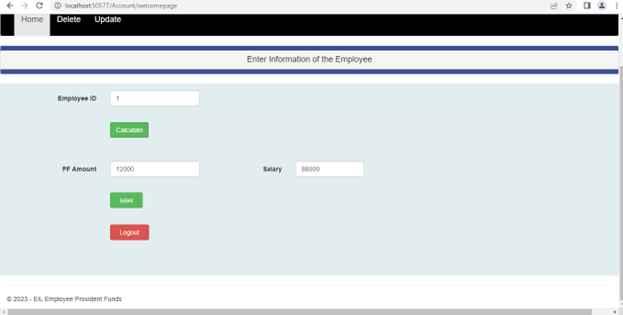 localhost:50577/Account/welcomepage
Home Delete Update
Enter Information of the Employee
Employee ID 1
Calculate
PF Amount 12000 Salary 88000
save
Logout
© 2023 - EIL Employee Provident Funds